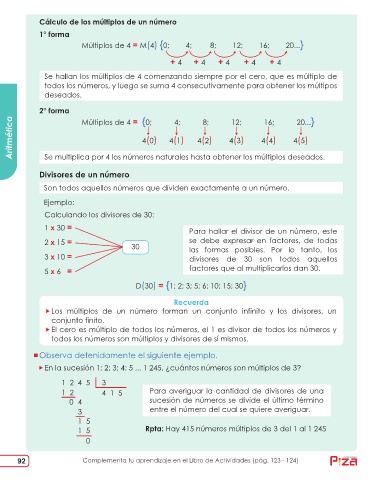 Cálculo de los múltiplos de un número
1° forma
Múltiplos de 4 = M(4) {0; 4; 8; 12; 16; 20...}
+ 4 + 4 + 4 + 4 + 4
Se hallan los múltiplos de 4 comenzando siempre por el cero, que es múltiplo de
todos los números, y luego se suma 4 consecutivamente para obtener los múltiplos
deseados.
2° forma
Múltiplos de 4 = {0; 4; 8; 12; 16; 20...}
4(0) 4(1) 4(2) 4(3) 4(4) 4(5)
Se multiplica por 4 los números naturales hasta obtener los múltiplos deseados.
Aritmética
Divisores de un número
Son todos aquellos números que dividen exactamente a un número.
Ejemplo:
Calculando los divisores de 30:
1 x 30 =
2 x 15 =
3 x 10 =
5 x 6 =
30
Para hallar el divisor de un número, este
se debe expresar en factores, de todas
las formas posibles. Por lo tanto, los
divisores de 30 son todos aquellos
factores que al multiplicarlos dan 30.
D(30) = {1; 2; 3; 5; 6; 10; 15; 30}
Recuerda
Los múltiplos de un número forman un conjunto infinito y los divisores, un
conjunto finito.
El cero es múltiplo de todos los números, el 1 es divisor de todos los números y
todos los números son múltiplos y divisores de sí mismos.
Observa detenidamente el siguiente ejemplo.
En la sucesión 1; 2; 3; 4; 5 ... 1 245, ¿cuántos números son múltiplos de 3?
1 2 4 5 3
1 2 4 1 5
0 4
3
1 5
1 5
0
Para averiguar la cantidad de divisores de una
sucesión de números se divide el último término
entre el número del cual se quiere averiguar.
Rpta: Hay 415 números múltiplos de 3 del 1 al 1 245
92
Complementa tu aprendizaje en el Libro de Actividades (pág. 123 - 124)